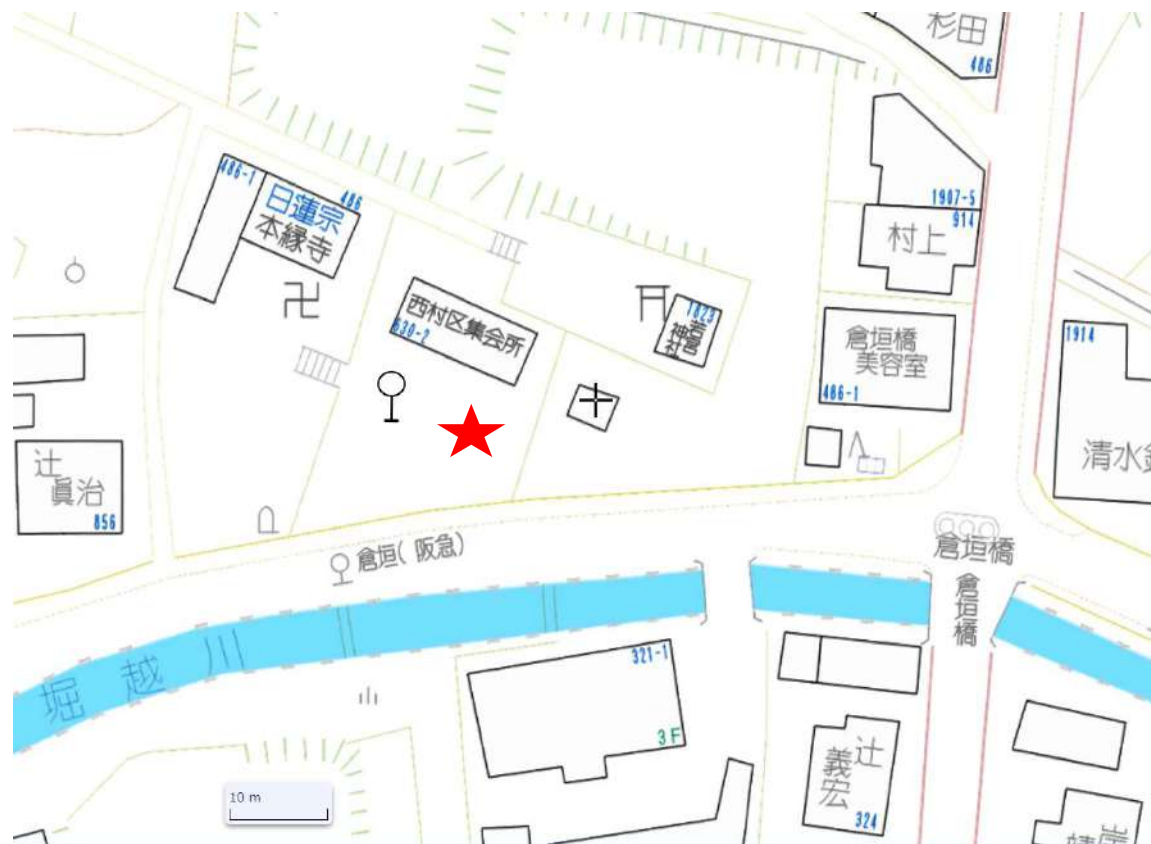 杉田
486
486-1
日蓮宗
486
本縁寺
1907-5
914
村上
西村区集会所
630-2
1823
若宮
神社
倉垣橋
美容室
486-1
1914
清水
辻
眞治
856
倉垣(阪急)
倉垣橋
倉垣橋
堀越川
321-1
3F
辻
義宏
324
10 m
岸